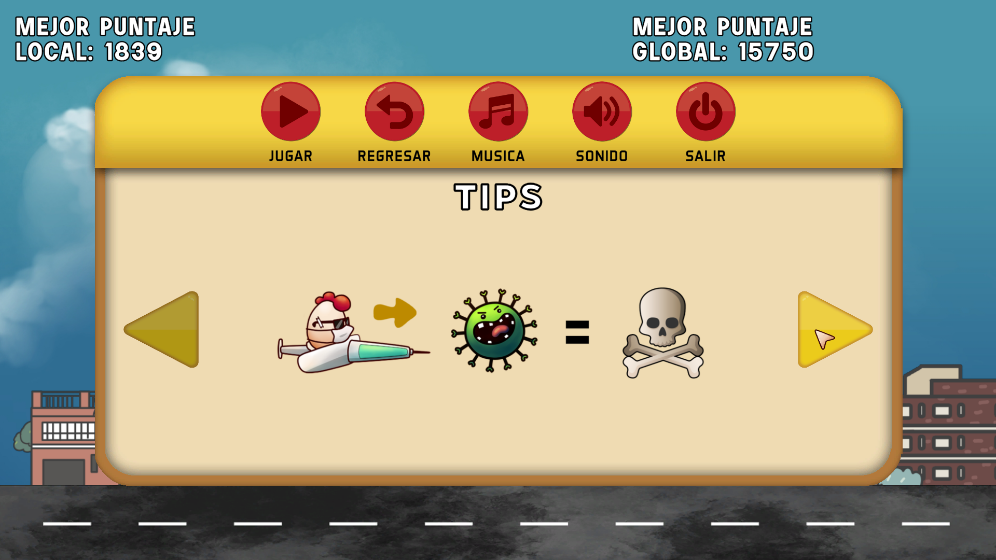 MEJOR PUNTAJE
LOCAL: 1839
MEJOR PUNTAJE
GLOBAL: 15750
JUGAR
REGRESAR
MUSICA
SONIDO
SALIR
TIPS
=